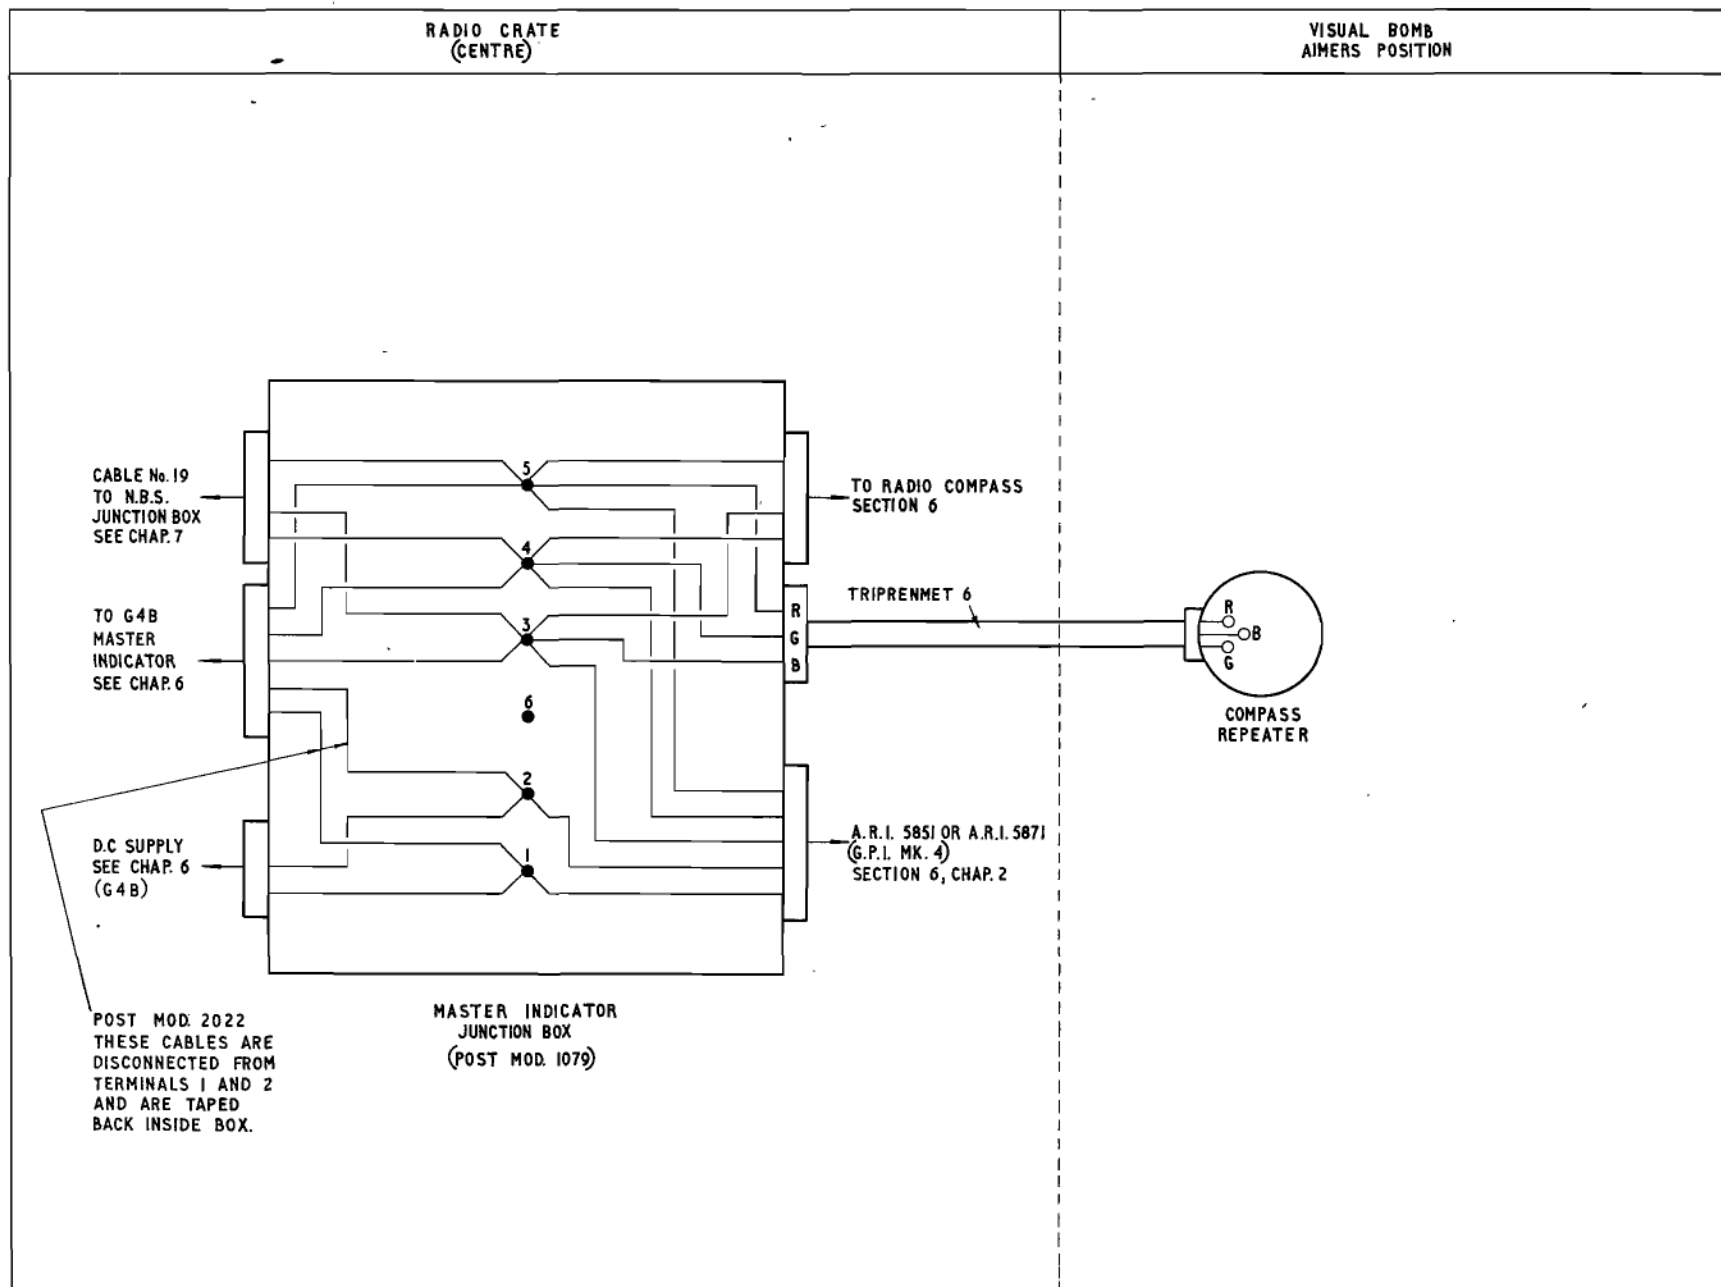 RADIO CRATE
(CENTRE)
VISUAL BOMB
AIMERS POSITION
CABLE No. 19
TO N.B.S.
JUNCTION BOX
SEE CHAP. 7
TO G4B
MASTER
INDICATOR
SEE CHAP. 6
D.C SUPPLY
SEE CHAP. 6
(G4B)
POST MOD. 2022
THESE CABLES ARE
DISCONNECTED FROM
TERMINALS 1 AND 2
AND ARE TAPED
BACK INSIDE BOX.
5
4
3
6
2
1
MASTER INDICATOR
JUNCTION BOX
(POST MOD. 1079)
TO RADIO COMPASS
SECTION 6
R
G
B
TRIPRENMET 6
A.R.I. 5851 OR A.R.I. 5871
(G.P.I. MK. 4)
SECTION 6, CHAP. 2
R
B
G
COMPASS
REPEATER